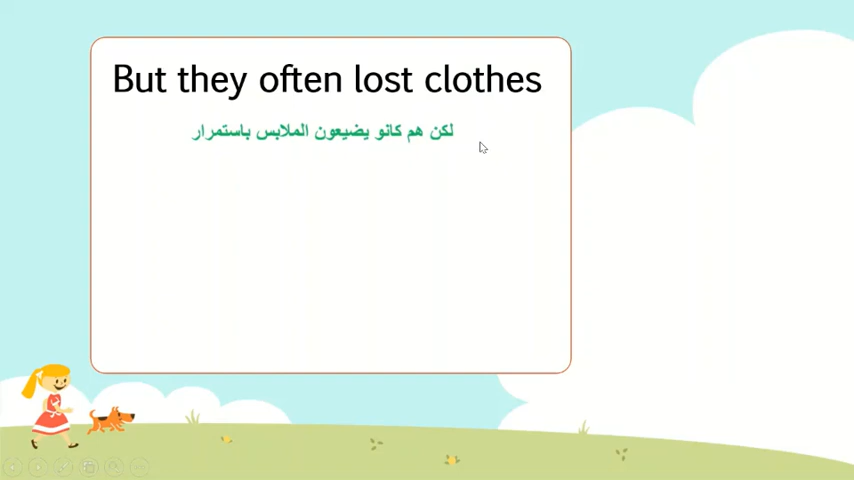 But they often lost clothes
لكن هم كانو يضيعون الملابس باستمرار